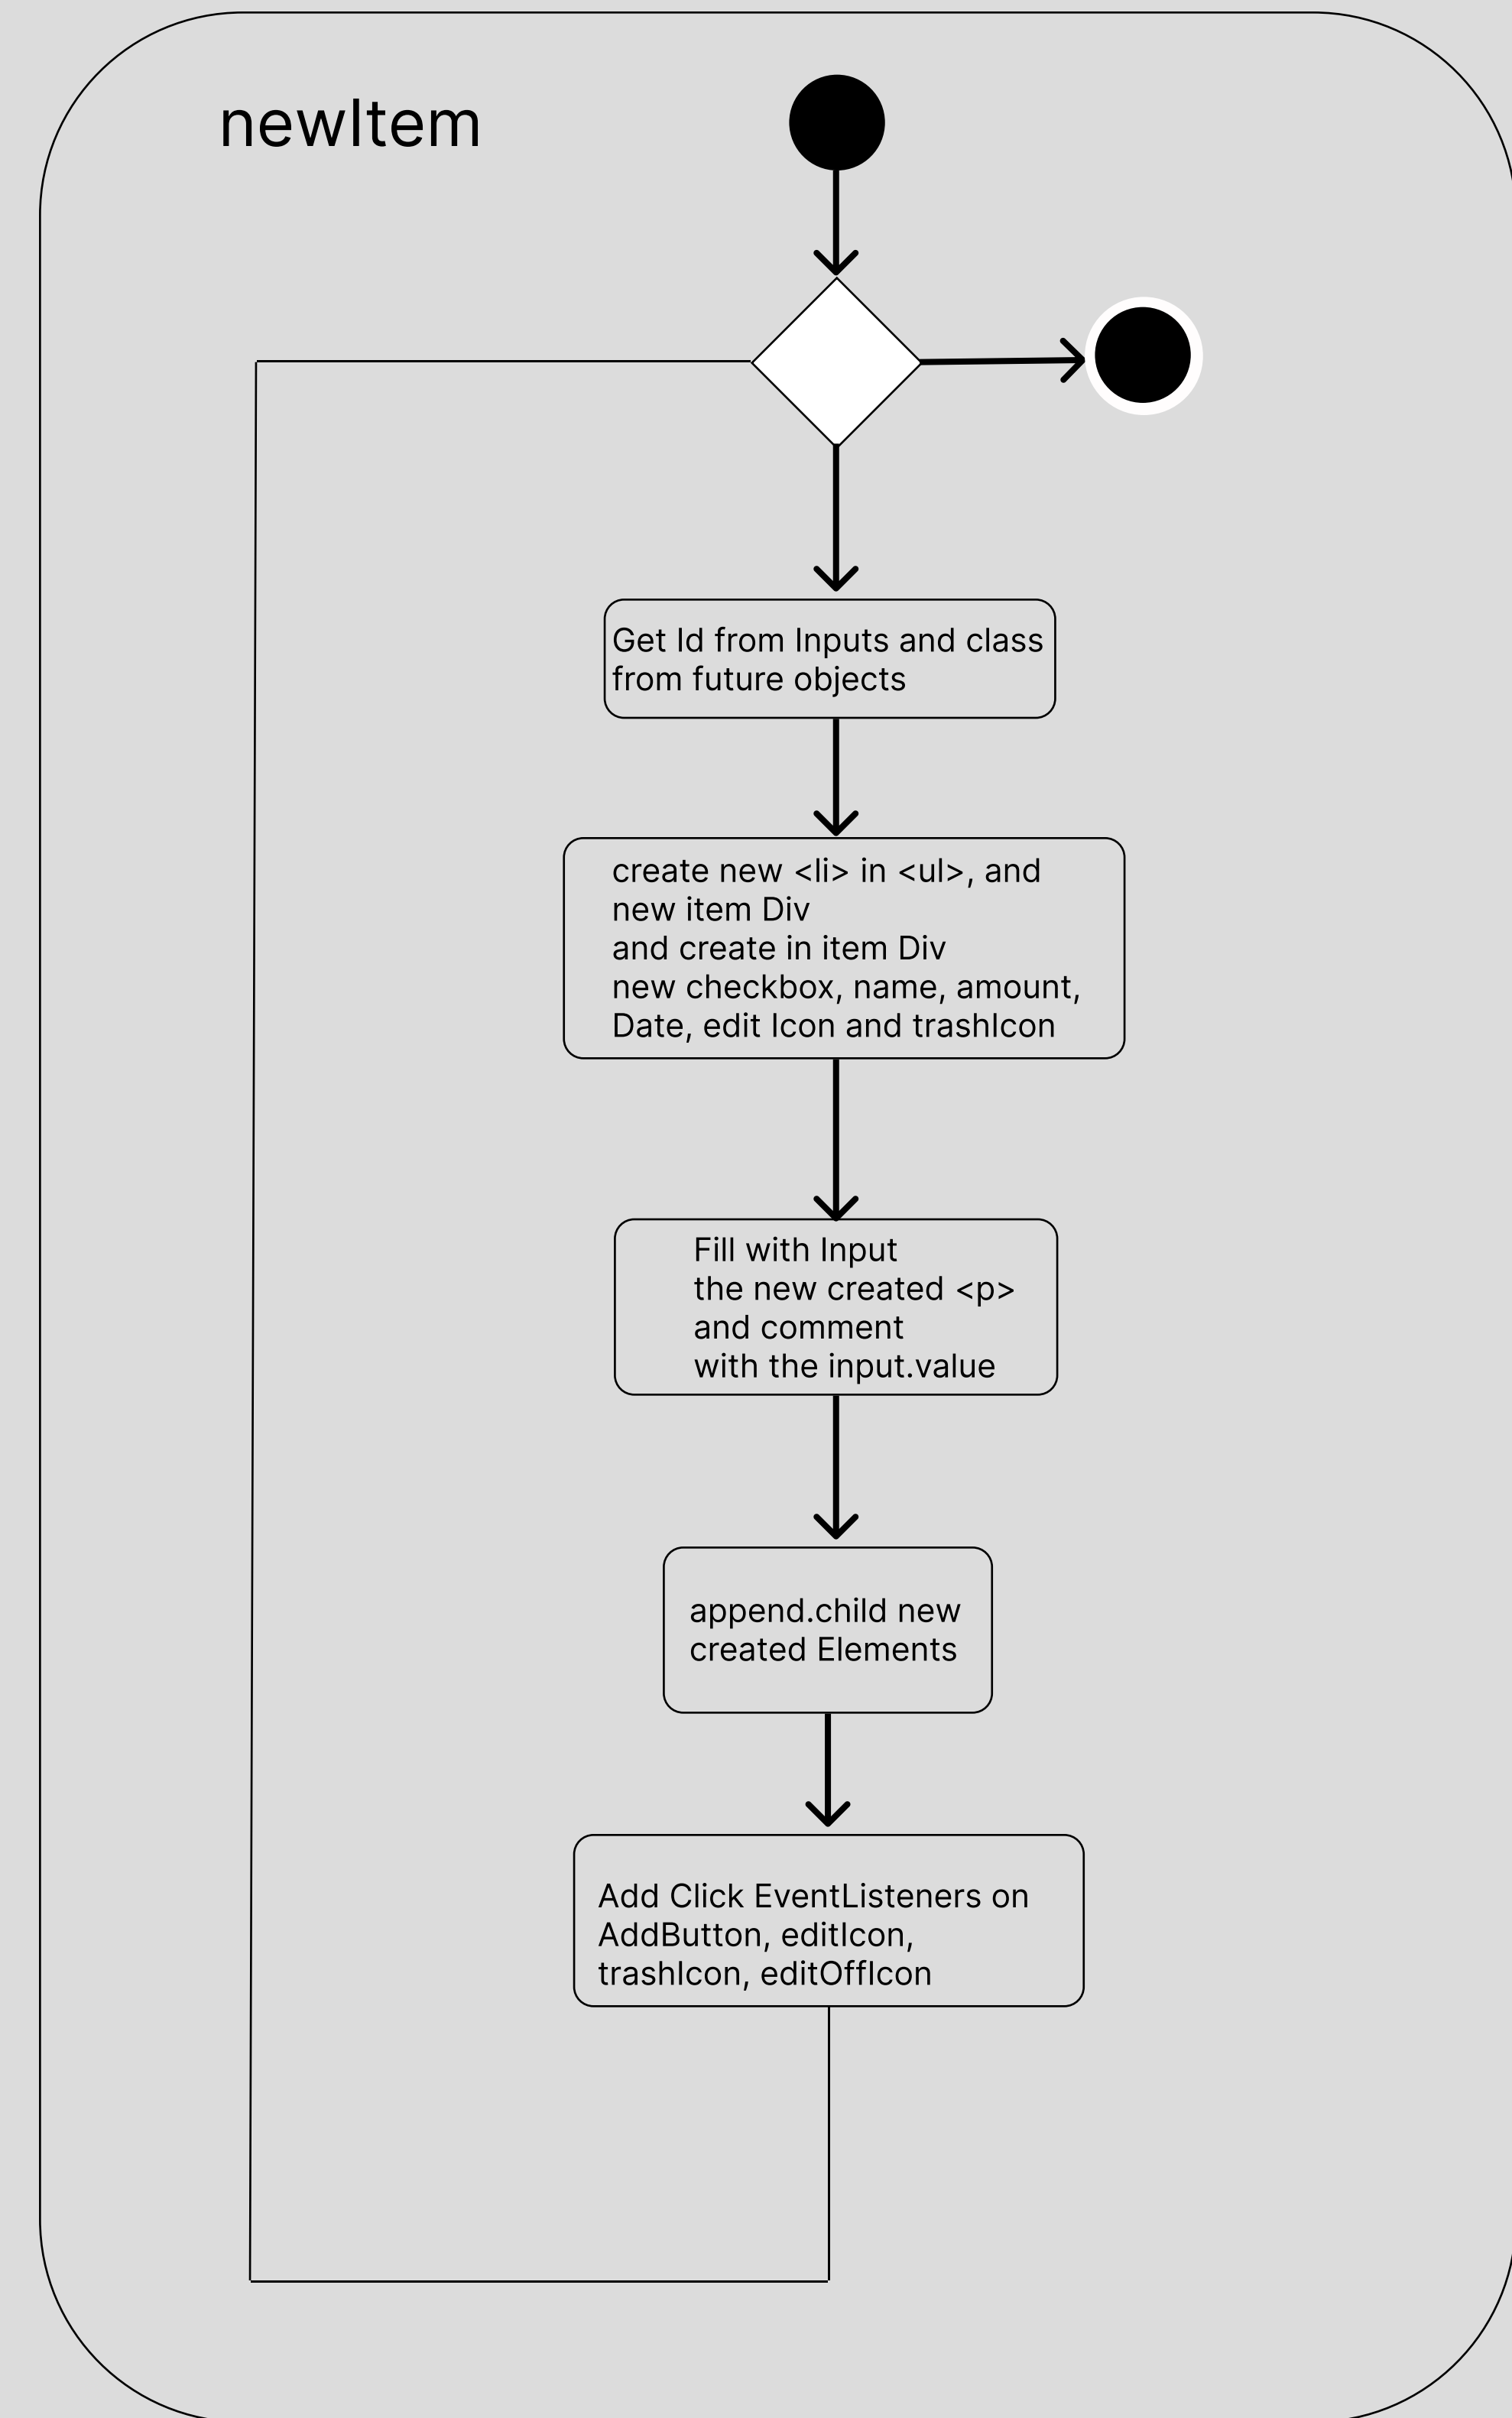 newItem
Get Id from Inputs and class
from future objects
create new <li> in <ul>, and
new item Div
and create in item Div
new checkbox, name, amount,
Date, edit Icon and trashIcon
Fill with Input
the new created <p>
and comment
with the input.value
append.child new
created Elements
Add Click EventListeners on
AddButton, editIcon,
trashIcon, editOffIcon